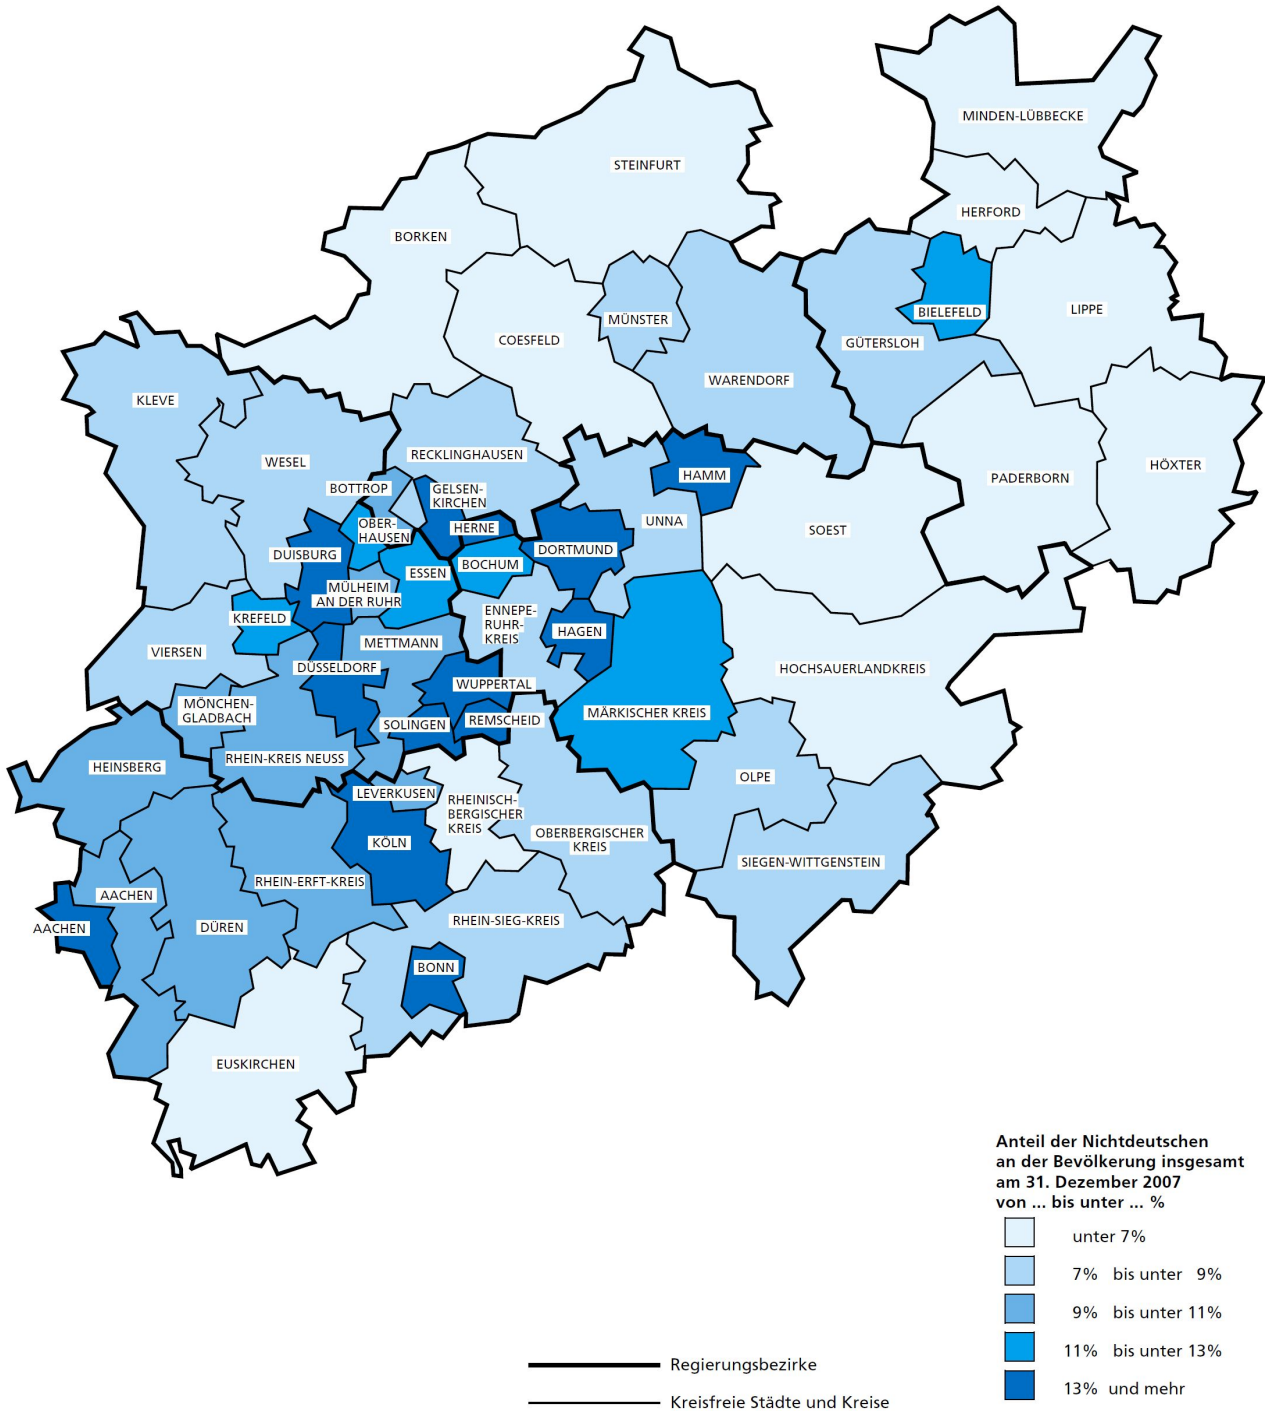 MINDEN-LÜBBECKE
STEINFURT
HERFORD
BORKEN
BIELEFELD
LIPPE
MÜNSTER
COESFELD
GÜTERSLOH
WARENDORF
KLEVE
RECKLINGHAUSEN
WESEL
HÖXTER
HAMM
PADERBORN
BOTTROP
GELSEN-
KIRCHEN
UNNA
SOEST
OBER-
HAUSEN
HERNE
DORTMUND
DUISBURG
BOCHUM
ESSEN
MÜLHEIM
AN DER RUHR
KREFELD
ENNEPE-
RUHR-
KREIS
HAGEN
METTMANN
VIERSEN
DÜSSELDORF
HOCHSAUERLANDKREIS
WUPPERTAL
MÖNCHEN-
GLADBACH
MÄRKISCHER KREIS
SOLINGEN
REMSCHEID
RHEIN-KREIS NEUSS
HEINSBERG
OLPE
LEVERKUSEN
RHEINISCH-
BERGISCHER
KREIS
OBERBERGISCHER
KREIS
KÖLN
SIEGEN-WITTGENSTEIN
RHEIN-ERFT-KREIS
AACHEN
RHEIN-SIEG-KREIS
DÜREN
AACHEN
BONN
EUSKIRCHEN
Anteil der Nichtdeutschen
an der Bevölkerung insgesamt
am 31. Dezember 2007
von ... bis unter ... %
unter 7%
7% bis unter 9%
9% bis unter 11%
11% bis unter 13%
13% und mehr
Regierungsbezirke
Kreisfreie Städte und Kreise